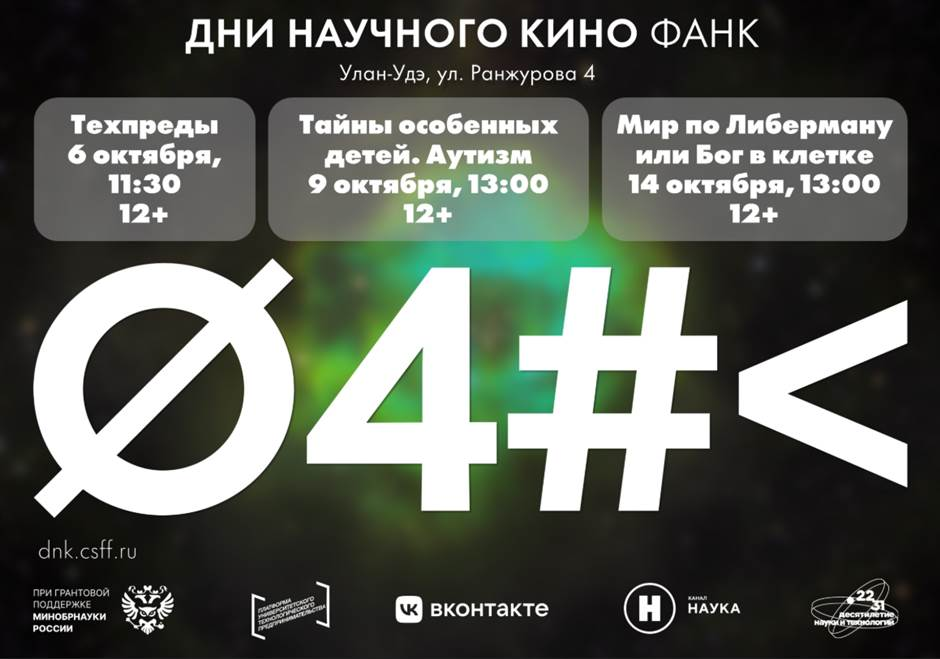 ДНИ НАУЧНОГО КИНО ФАНК
Улан-Удэ, ул. Ранжурова 4
Техпреды
6 октября,
11:30
12+
Тайны особенных
детей. Аутизм
9 октября, 13:00
12+
Мир по Либерману
или Бог в клетке
14 октября, 13:00
12+
Ø4#<
dnk.csff.ru
ПРИ ГРАНТОВОЙ
ПОДДЕРЖКЕ
МИНОБРНАУКИ
РОССИИ
ПЛАТФОРМА
УНИВЕРСИТЕТСКОГО
ТЕХНОЛОГИЧЕСКОГО
ПРЕДПРИНИМАТЕЛЬСТВА
вконтакте
Н
КАНАЛ
НАУКА
22
31
десятилетие
науки и технологий